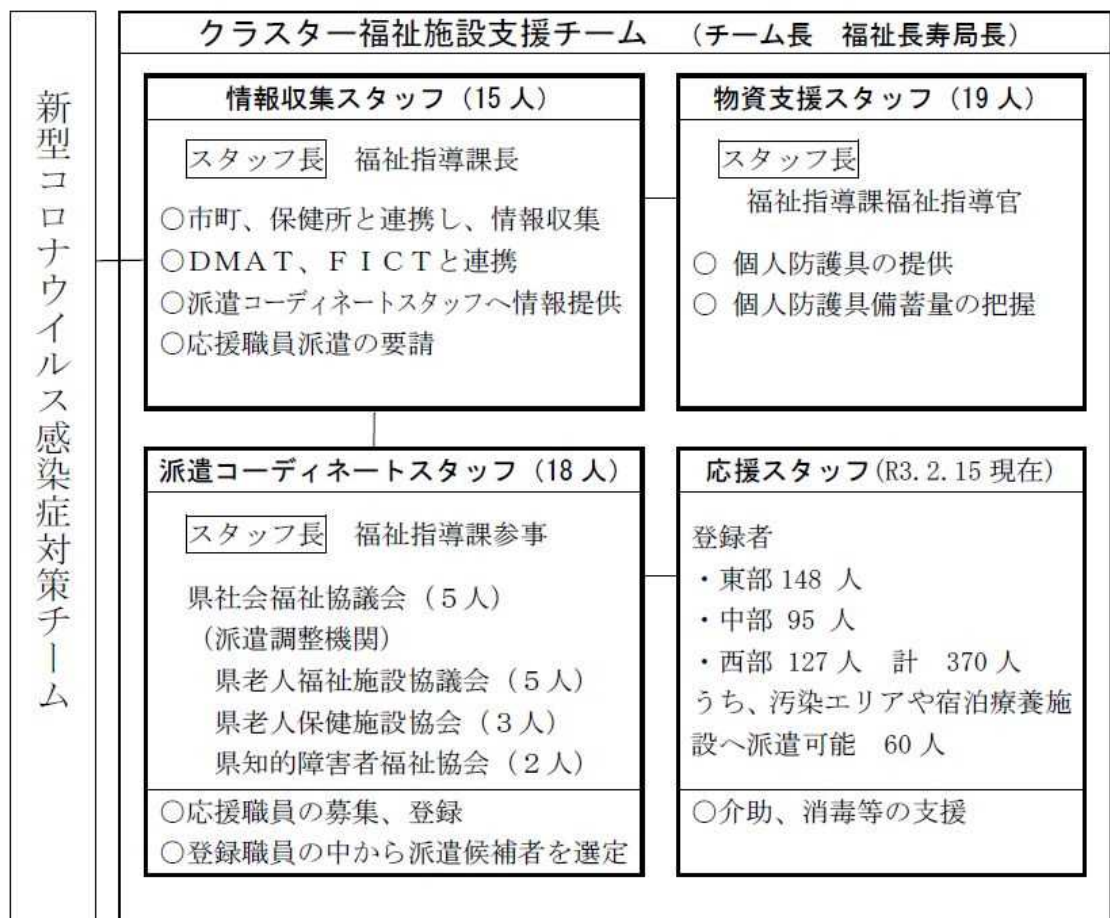 新型コロナウイルス感染症対策チーム
クラスター福祉施設支援チーム （チーム長 福祉長寿局長）
情報収集スタッフ（15 人）
スタッフ長 福祉指導課長
○市町、保健所と連携し、情報収集
○ＤＭＡＴ、ＦＩＣＴと連携
○派遣コーディネートスタッフへ情報提供
○応援職員派遣の要請
物資支援スタッフ（19 人）
スタッフ長
福祉指導課福祉指導官
○ 個人防護具の提供
○ 個人防護具備蓄量の把握
派遣コーディネートスタッフ（18 人）
スタッフ長 福祉指導課参事
県社会福祉協議会（５人）
（派遣調整機関）
県老人福祉施設協議会（５人）
県老人保健施設協会（３人）
県知的障害者福祉協会（２人）
○応援職員の募集、登録
○登録職員の中から派遣候補者を選定
応援スタッフ(R3.2.15 現在)
登録者
・東部 148 人
・中部 95 人
・西部 127 人 計 370 人
うち、汚染エリアや宿泊療養施
設へ派遣可能 60 人
○介助、消毒等の支援